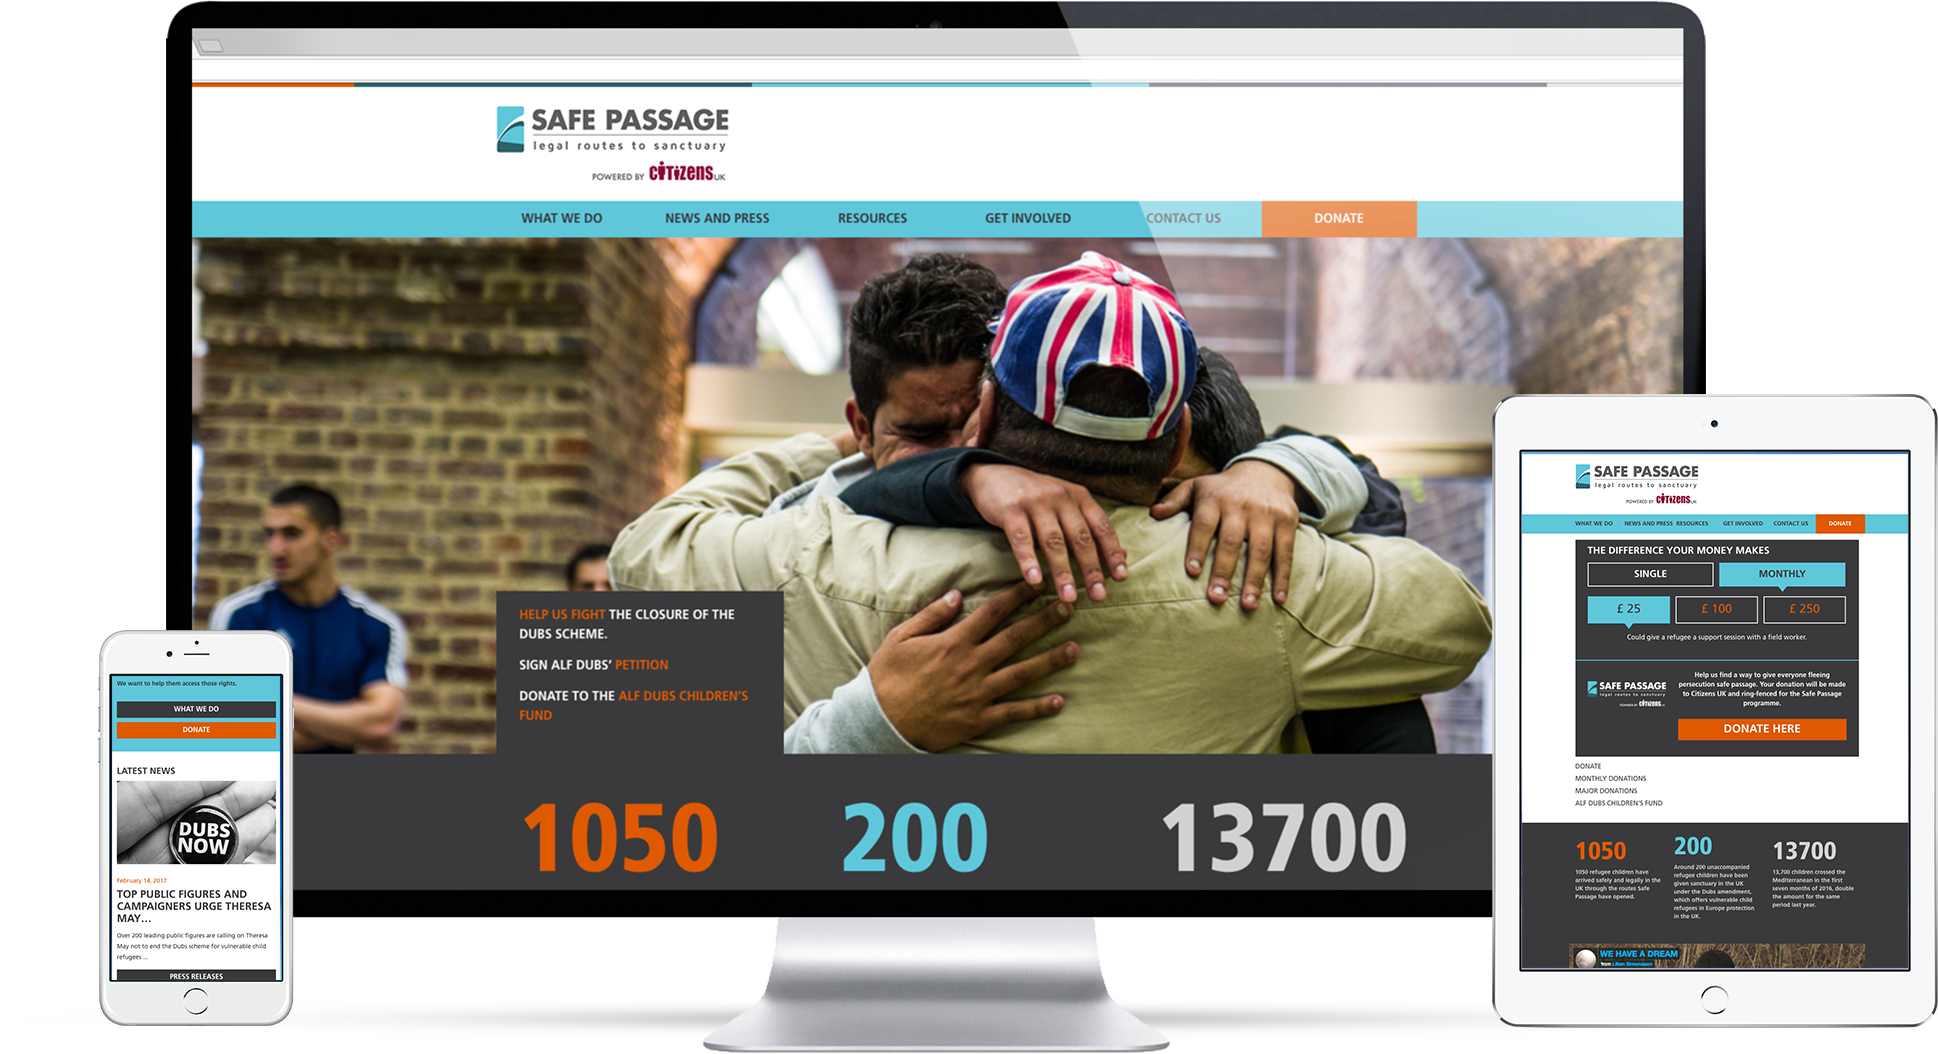 SAFE PASSAGE
legal routes to sanctuary
POWERED BY CITIZENS UK
WHAT WE DO
NEWS AND PRESS
RESOURCES
GET INVOLVED
CONTACT US
DONATE
HELP US FIGHT THE CLOSURE OF THE
DUBS SCHEME.
SIGN ALF DUBS’ PETITION
DONATE TO THE ALF DUBS CHILDREN’S
FUND
1050
200
13700
We want to help them access those rights.
WHAT WE DO
DONATE
LATEST NEWS
DUBS
NOW
February 14, 2017
TOP PUBLIC FIGURES AND
CAMPAIGNERS URGE THERESA
MAY...
Over 200 leading public figures are calling on Theresa
May not to end the Dubs scheme for vulnerable child
refugees ...
PRESS RELEASES
SAFE PASSAGE
legal routes to sanctuary
POWERED BY CITIZENS UK
WHAT WE DO
NEWS AND PRESS
RESOURCES
GET INVOLVED
CONTACT US
DONATE
THE DIFFERENCE YOUR MONEY MAKES
SINGLE
MONTHLY
£ 25
£ 100
£ 250
Could give a refugee a support session with a field worker.
SAFE PASSAGE
legal routes to sanctuary
POWERED BY CITIZENS UK
Help us find a way to give everyone fleeing
persecution safe passage. Your donation will be made
to Citizens UK and ring-fenced for the Safe Passage
programme.
DONATE HERE
DONATE
MONTHLY DONATIONS
MAJOR DONATIONS
ALF DUBS CHILDREN'S FUND
1050
1050 refugee children have
arrived safely and legally in the
UK through the routes Safe
Passage have opened.
200
Around 200 unaccompanied
refugee children have been
given sanctuary in the UK
under the Dubs amendment,
which offers vulnerable child
refugees in Europe protection
in the UK.
13700
13,700 children crossed the
Mediterranean in the first
seven months of 2016, double
the amount for the same
period last year.
WE HAVE A DREAM
from Lilian Simonsson